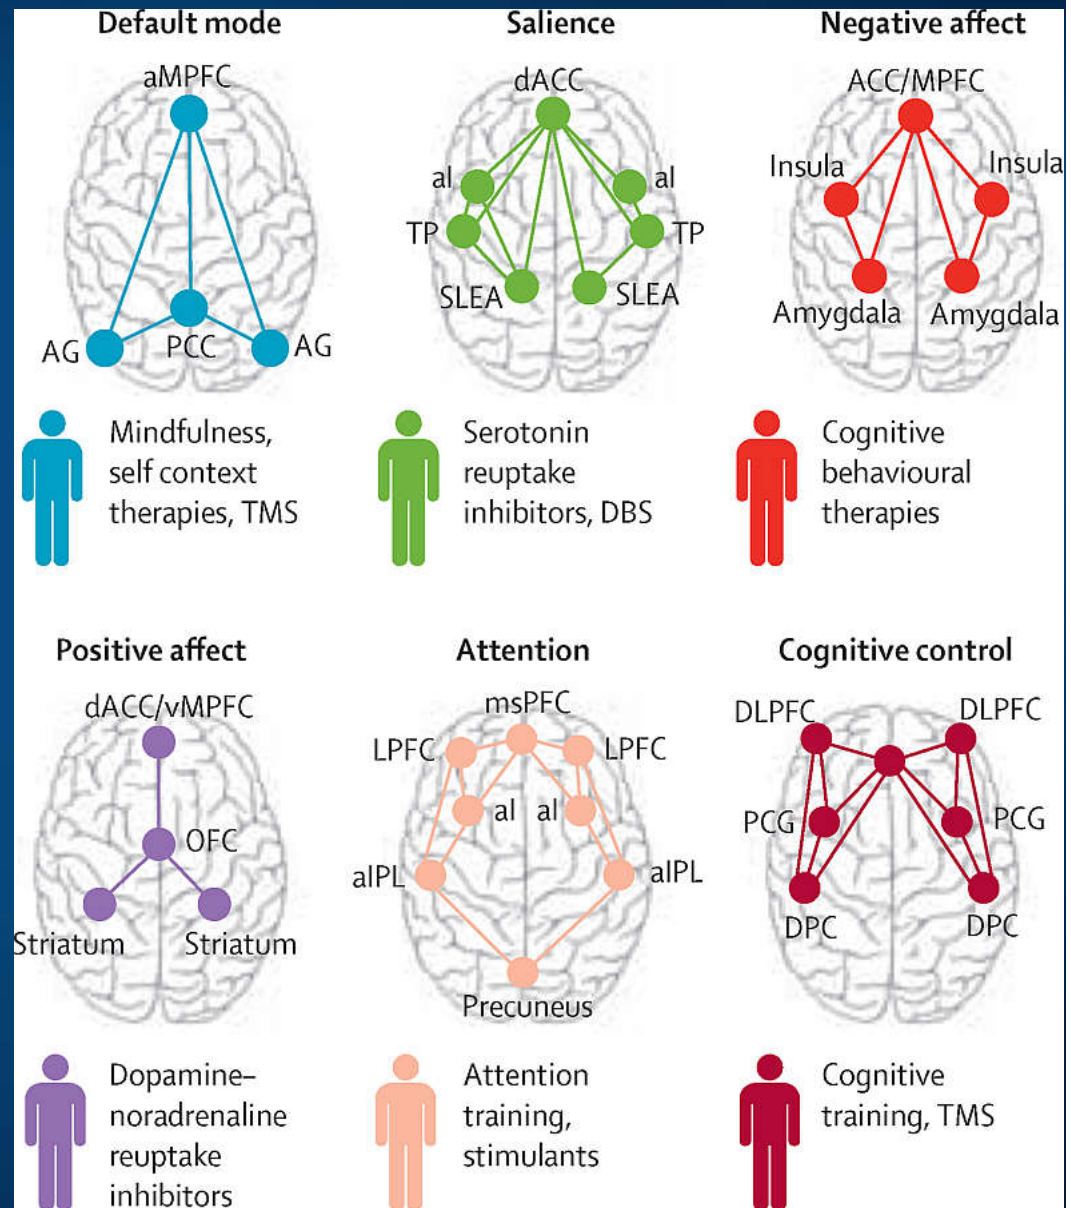 Default mode
aMPFC
AG
PCC
AG
Mindfulness,
self context
therapies, TMS
Salience
dACC
aI
aI
TP
TP
SLEA
SLEA
Serotonin
reuptake
inhibitors, DBS
Negative affect
ACC/MPFC
Insula
Insula
Amygdala
Amygdala
Cognitive
behavioural
therapies
Positive affect
dACC/vMPFC
OFC
Striatum
Striatum
Dopamine–
noradrenaline
reuptake
inhibitors
Attention
msPFC
LPFC
LPFC
aI
aI
aIPL
aIPL
Precuneus
Attention
training,
stimulants
Cognitive control
DLPFC
DLPFC
PCG
PCG
DPC
DPC
Cognitive
training, TMS